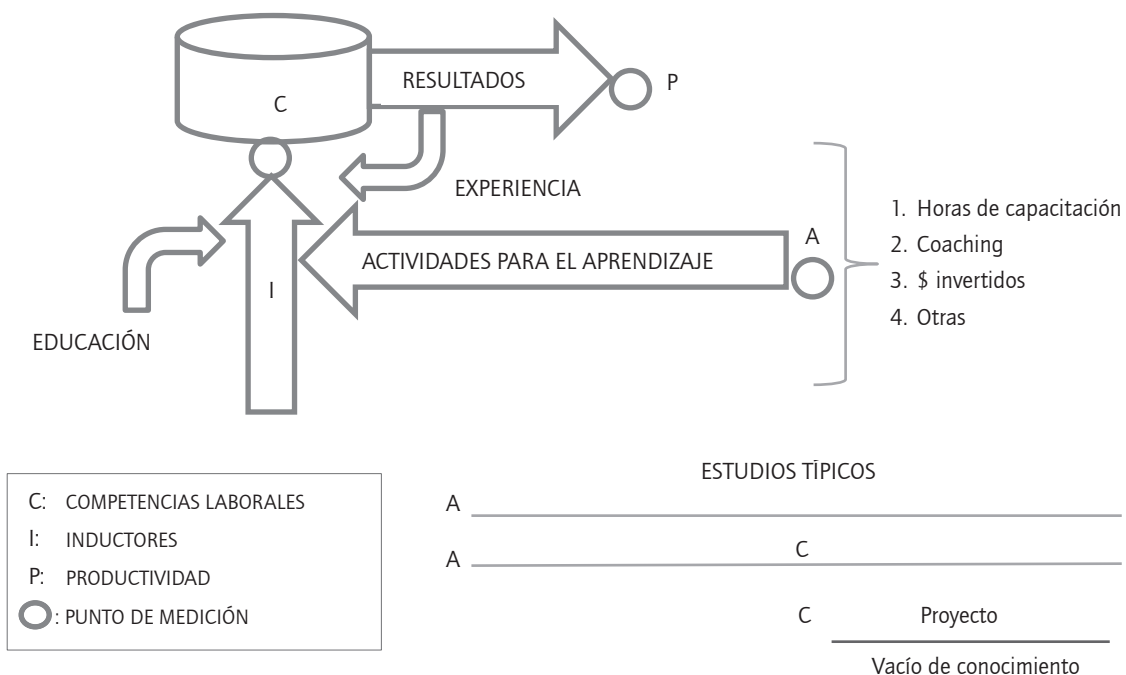 RESULTADOS
P
C
EXPERIENCIA
A
ACTIVIDADES PARA EL APRENDIZAJE
I
EDUCACIÓN
1. Horas de capacitación
2. Coaching
3. $ invertidos
4. Otras
C: COMPETENCIAS LABORALES
I: INDUCTORES
P: PRODUCTIVIDAD
: PUNTO DE MEDICIÓN
ESTUDIOS TÍPICOS
A
A C
C Proyecto
Vacío de conocimiento